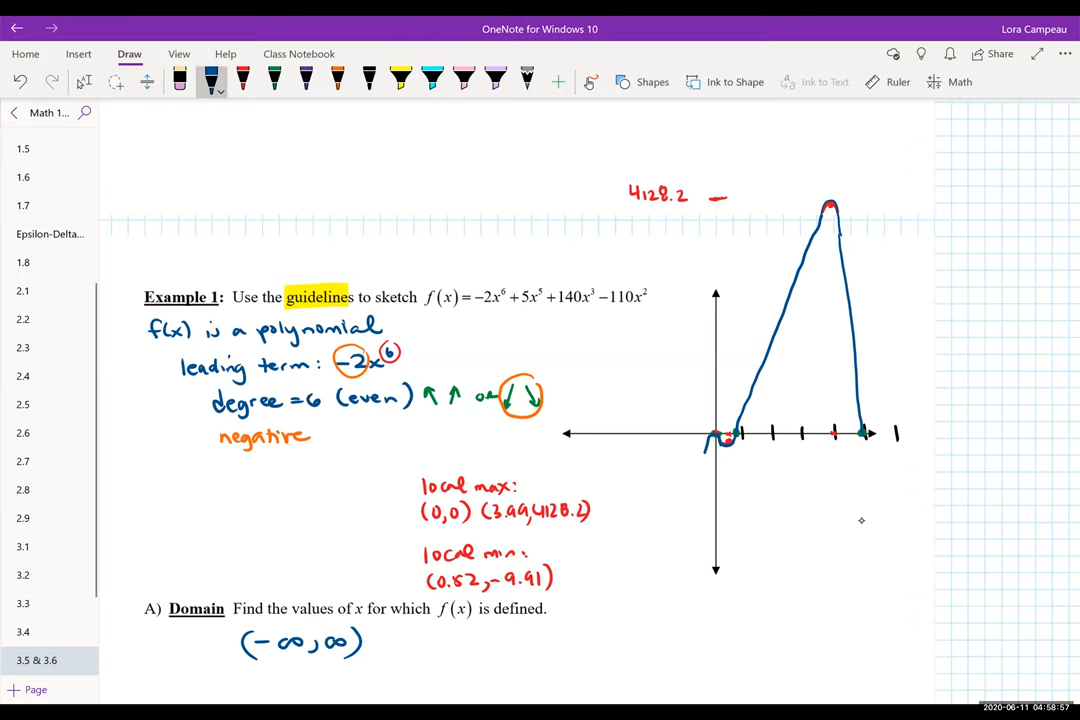 OneNote for Windows 10
Lora Campeau
Home Insert Draw View Help Class Notebook
Share
Shapes
Ink to Shape
Ink to Text
Ruler
Math
Math 1...
1.5
1.6
1.7
Epsilon-Delta...
1.8
2.1
2.2
2.3
2.4
2.5
2.6
2.7
2.8
2.9
3.1
3.2
3.3
3.4
3.5 & 3.6
+ Page
4128.2
Example 1: Use the guidelines to sketch f(x) = −2x⁶ + 5x⁵ + 140x³ − 110x²
f(x) is a polynomial
leading term: −2x⁶
degree = 6 (even) ↑ ↑ or ↓ ↓
negative
local max:
(0,0) (3.99, 4128.2)
local min:
(0.52, -9.91)
A) Domain Find the values of x for which f(x) is defined.
(-∞, ∞)
2020-06-11 04:58:57